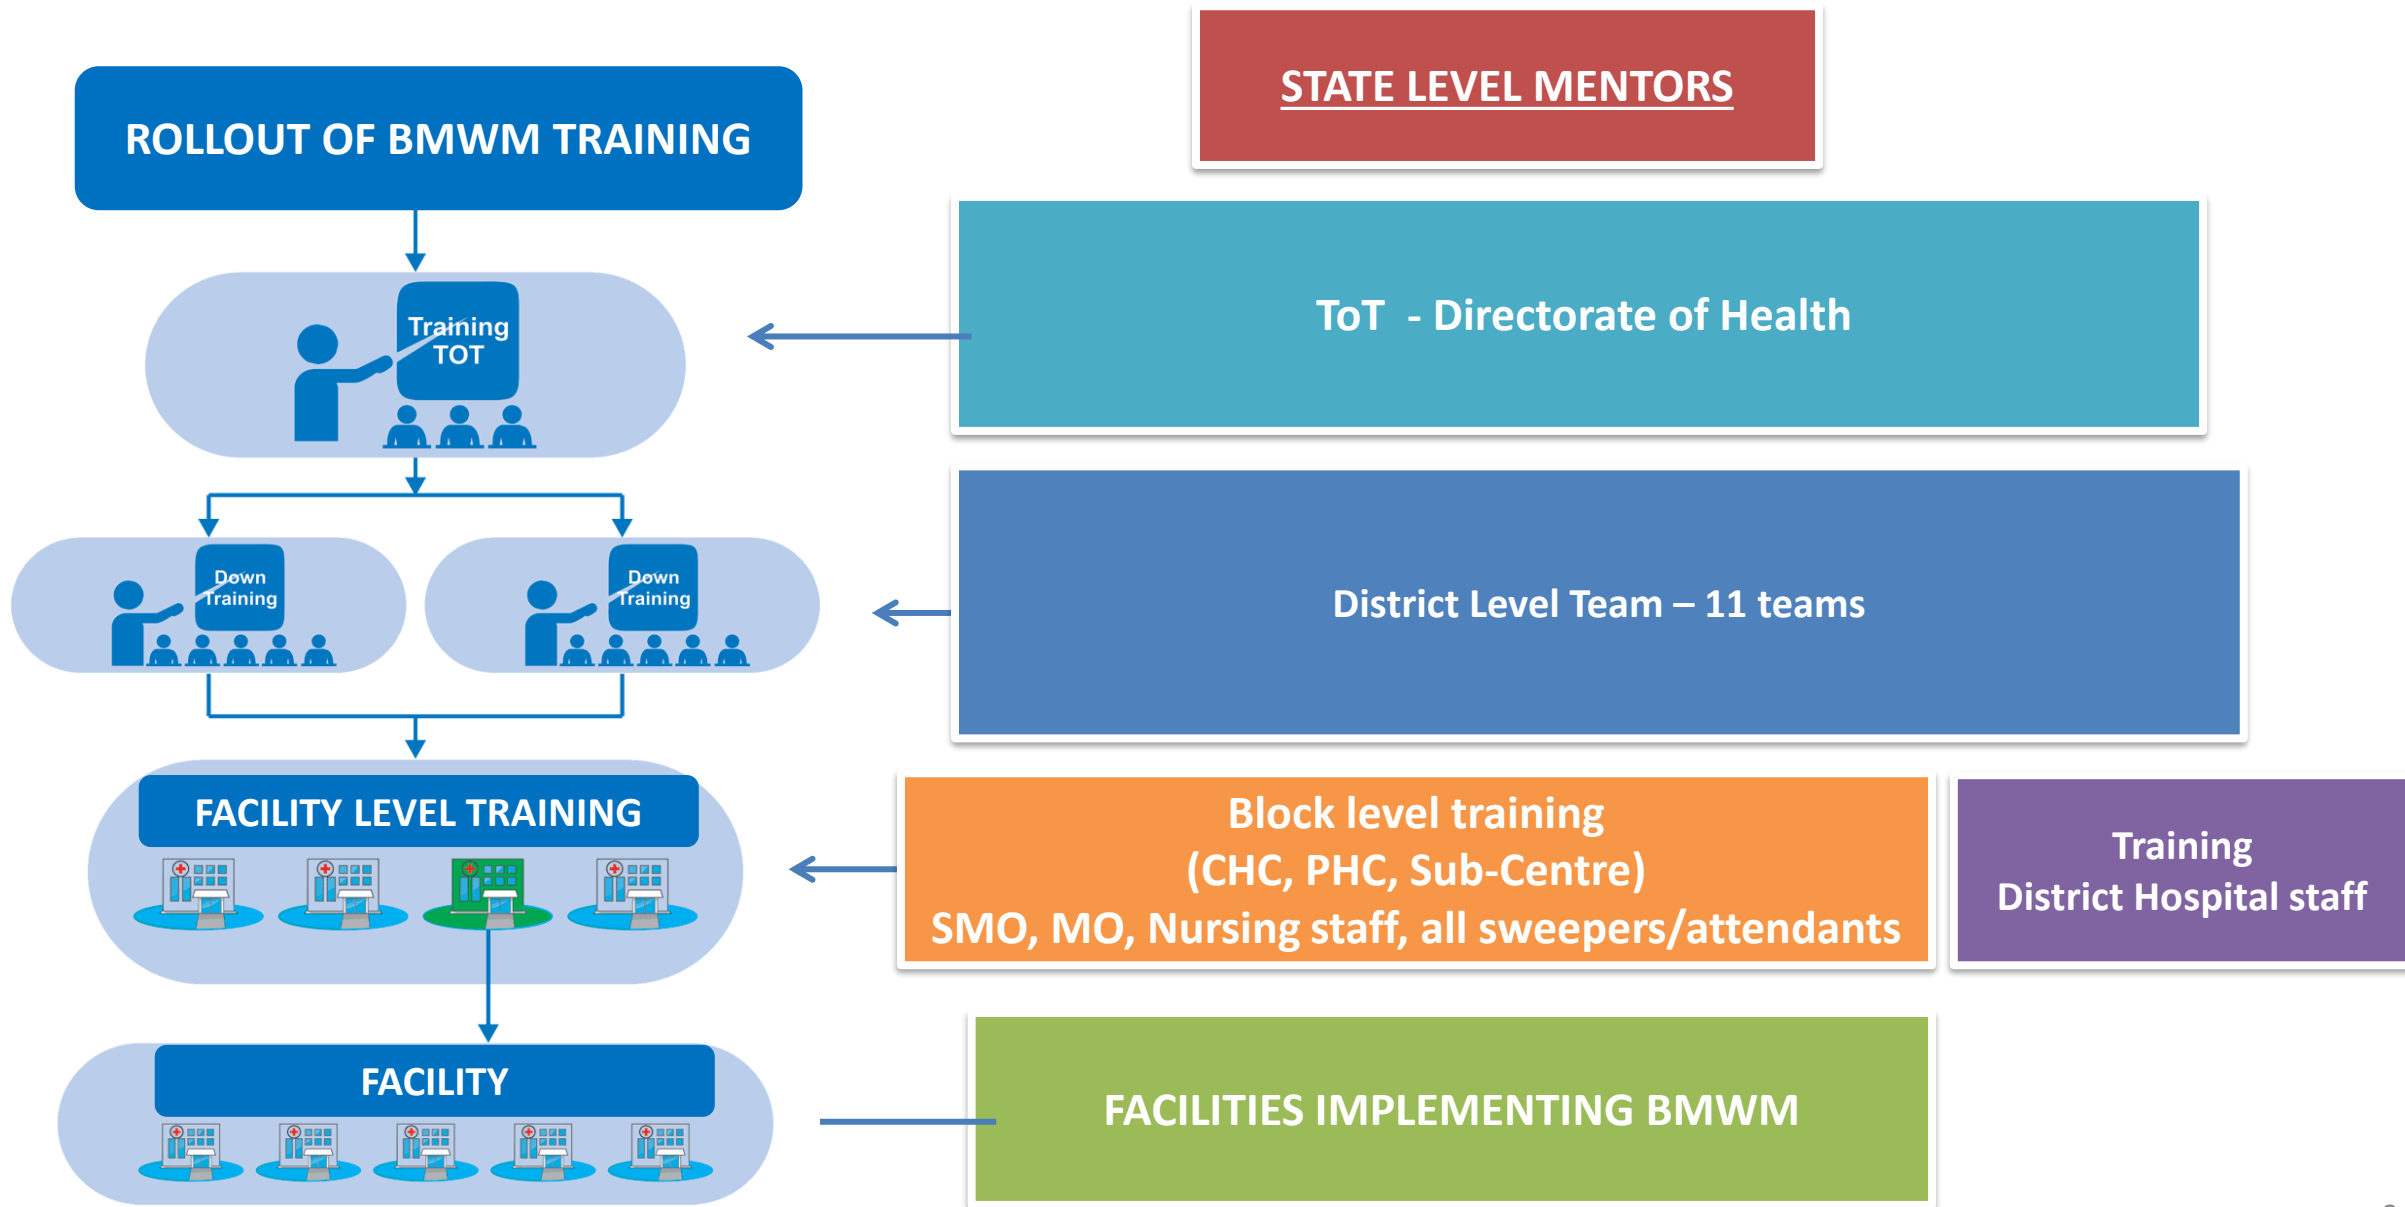 STATE LEVEL MENTORS
ROLLOUT OF BMWM TRAINING
Training
TOT
ToT - Directorate of Health
Down
Training
Down
Training
District Level Team – 11 teams
FACILITY LEVEL TRAINING
Block level training
(CHC, PHC, Sub-Centre)
SMO, MO, Nursing staff, all sweepers/attendants
Training
District Hospital staff
FACILITY
FACILITIES IMPLEMENTING BMWM